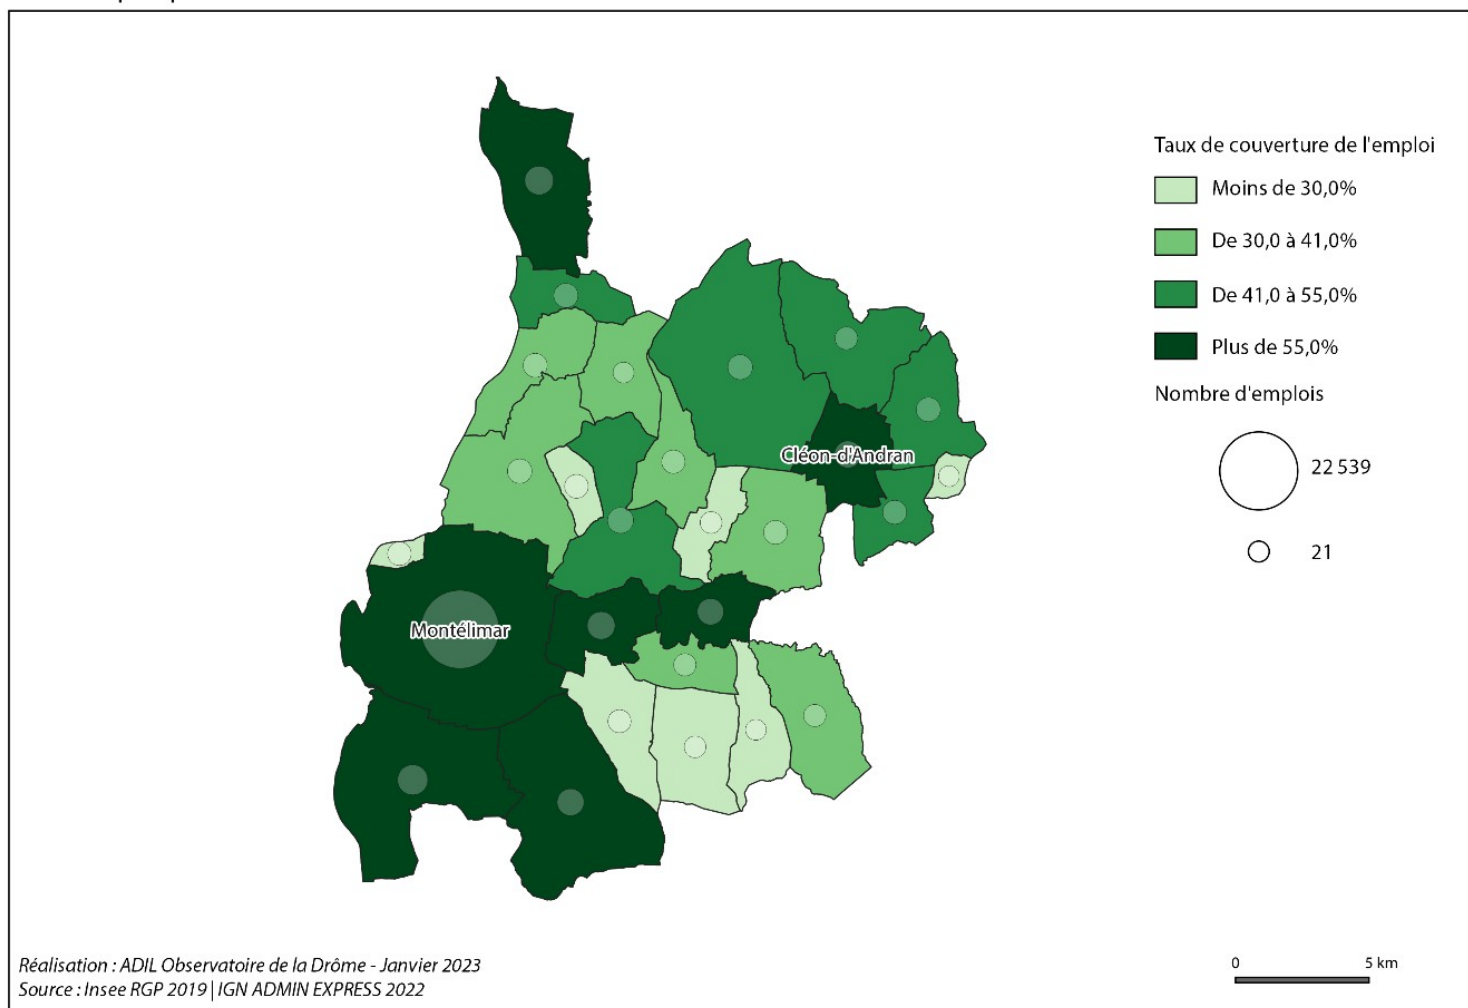 Taux de couverture de l'emploi
Moins de 30,0%
De 30,0 à 41,0%
De 41,0 à 55,0%
Plus de 55,0%
Nombre d'emplois
22 539
21
Cléon-d'Andran
Montélimar
Réalisation : ADIL Observatoire de la Drôme - Janvier 2023
Source : Insee RGP 2019 | IGN ADMIN EXPRESS 2022
0 5 km